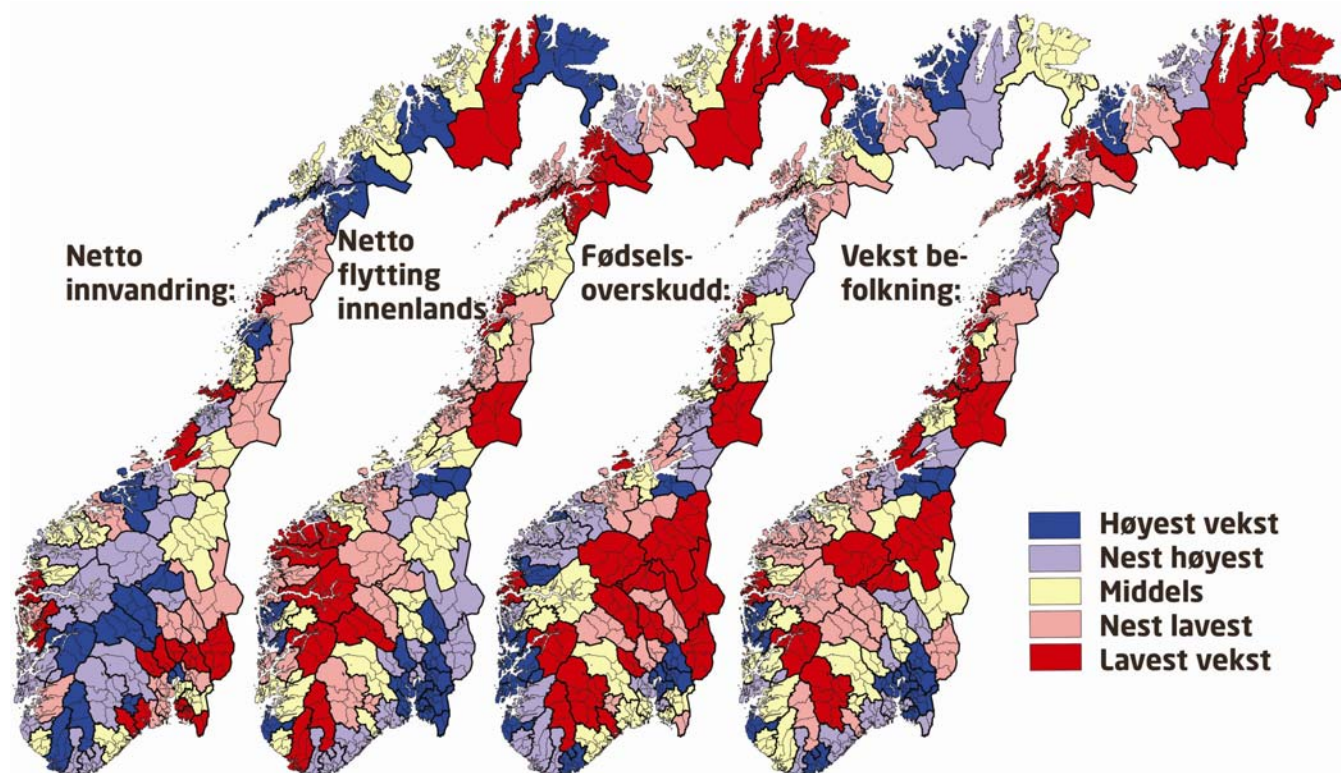 Netto
innvandring:
Netto
flytting
innenlands
Fødsels-
overskudd:
Vekst be-
folkning:
Høyest vekst
Nest høyest
Middels
Nest lavest
Lavest vekst